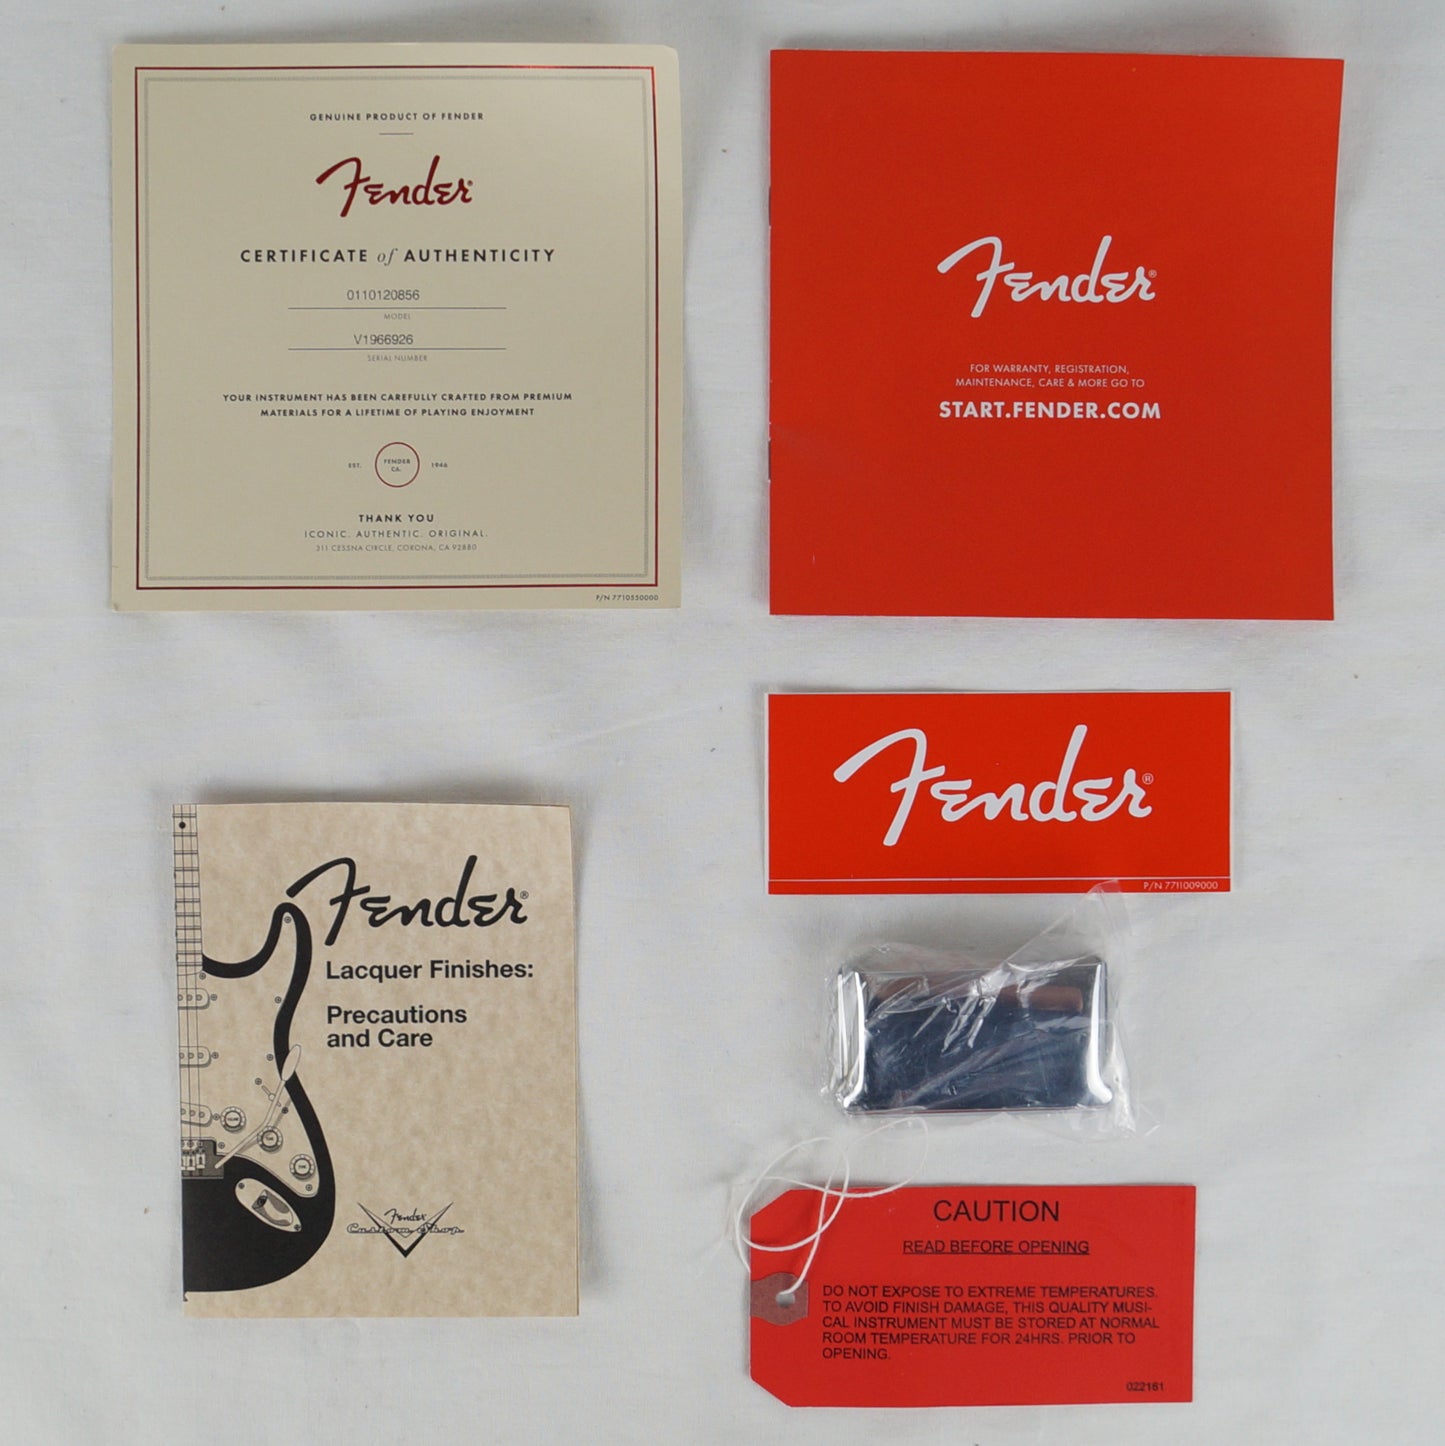 GENUINE PRODUCT OF FENDER
Fender®
CERTIFICATE of AUTHENTICITY
0110120856
MODEL
V1966926
SERIAL NUMBER
YOUR INSTRUMENT HAS BEEN CAREFULLY CRAFTED FROM PREMIUM
MATERIALS FOR A LIFETIME OF PLAYING ENJOYMENT
EST. FENDER CA. 1946
THANK YOU
ICONIC. AUTHENTIC. ORIGINAL.
311 CESSNA CIRCLE, CORONA, CA 92880
P/N 7710550000
Fender®
FOR WARRANTY, REGISTRATION,
MAINTENANCE, CARE & MORE GO TO
START.FENDER.COM
Fender®
P/N 7711009000
Fender®
Lacquer Finishes:
Precautions
and Care
Fender
Custom Shop
CAUTION
READ BEFORE OPENING
DO NOT EXPOSE TO EXTREME TEMPERATURES.
TO AVOID FINISH DAMAGE, THIS QUALITY MUSI-
CAL INSTRUMENT MUST BE STORED AT NORMAL
ROOM TEMPERATURE FOR 24HRS. PRIOR TO
OPENING.
022161